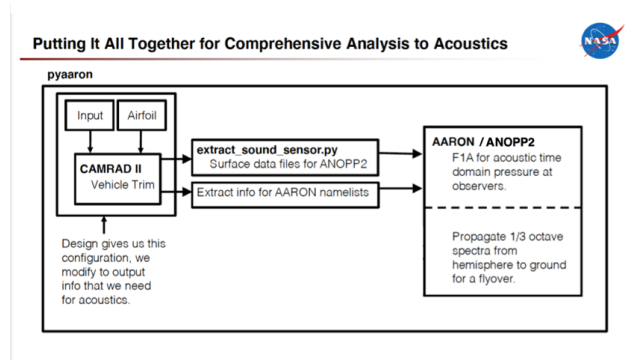 Putting It All Together for Comprehensive Analysis to Acoustics
NASA
pyaaron
Input
Airfoil
CAMRAD II
Vehicle Trim
extract_sound_sensor.py
Surface data files for ANOPP2
Extract info for AARON namelists
AARON / ANOPP2
F1A for acoustic time
domain pressure at
observers.
Propagate 1/3 octave
spectra from
hemisphere to ground
for a flyover.
Design gives us this
configuration, we
modify to output
info that we need
for acoustics.